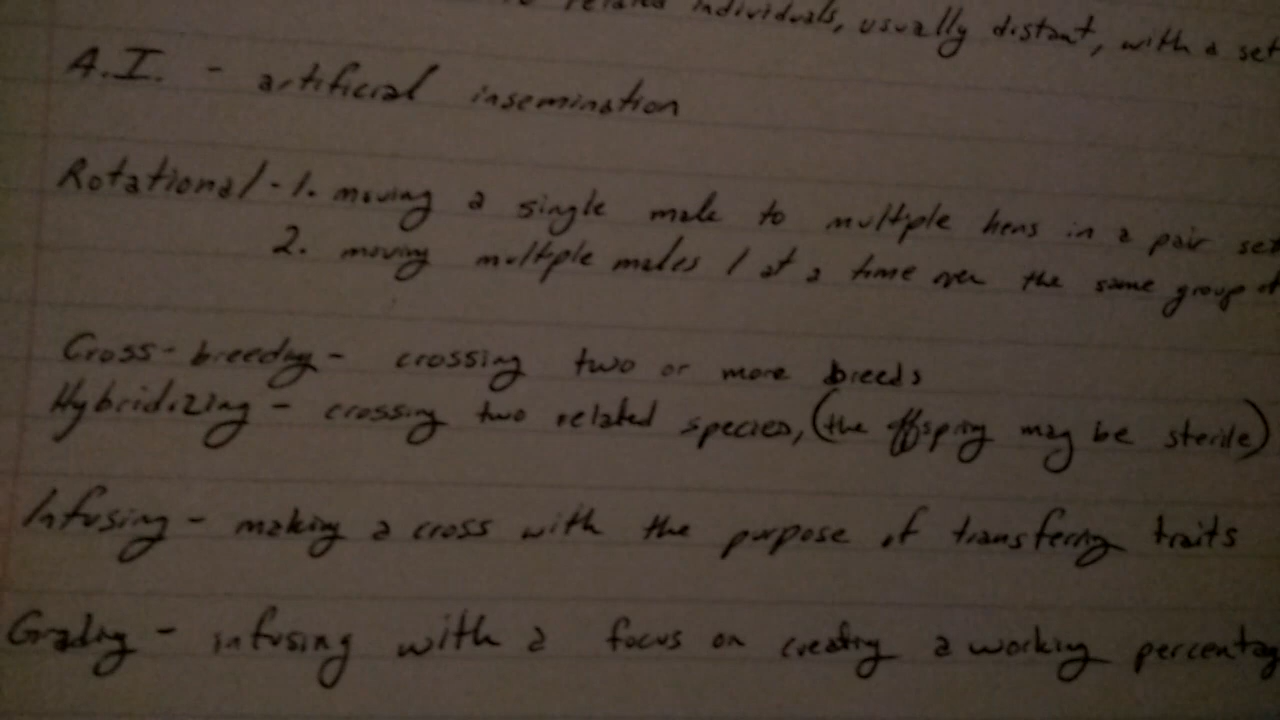 related individuals, usually distant, with a set
A.I. - artificial insemination
Rotational - 1. moving a single male to multiple hens in a pair set
2. moving multiple males 1 at a time over the same group of
Cross-breeding - crossing two or more breeds
Hybridizing - crossing two related species, (the offspring may be sterile)
Infusing - making a cross with the purpose of transfering traits
Grading - infusing with a focus on creating a working percentag